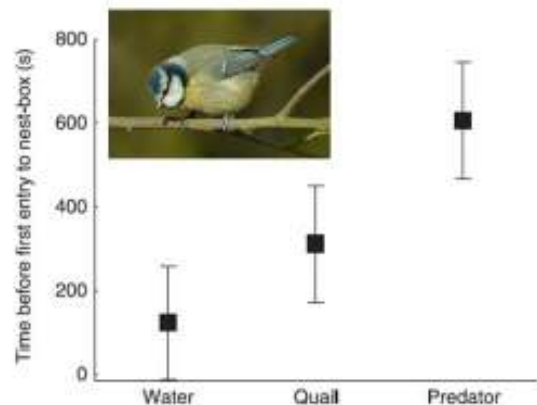 Time before first entry to nest-box (s)
800
600
400
200
0
Water Quail Predator